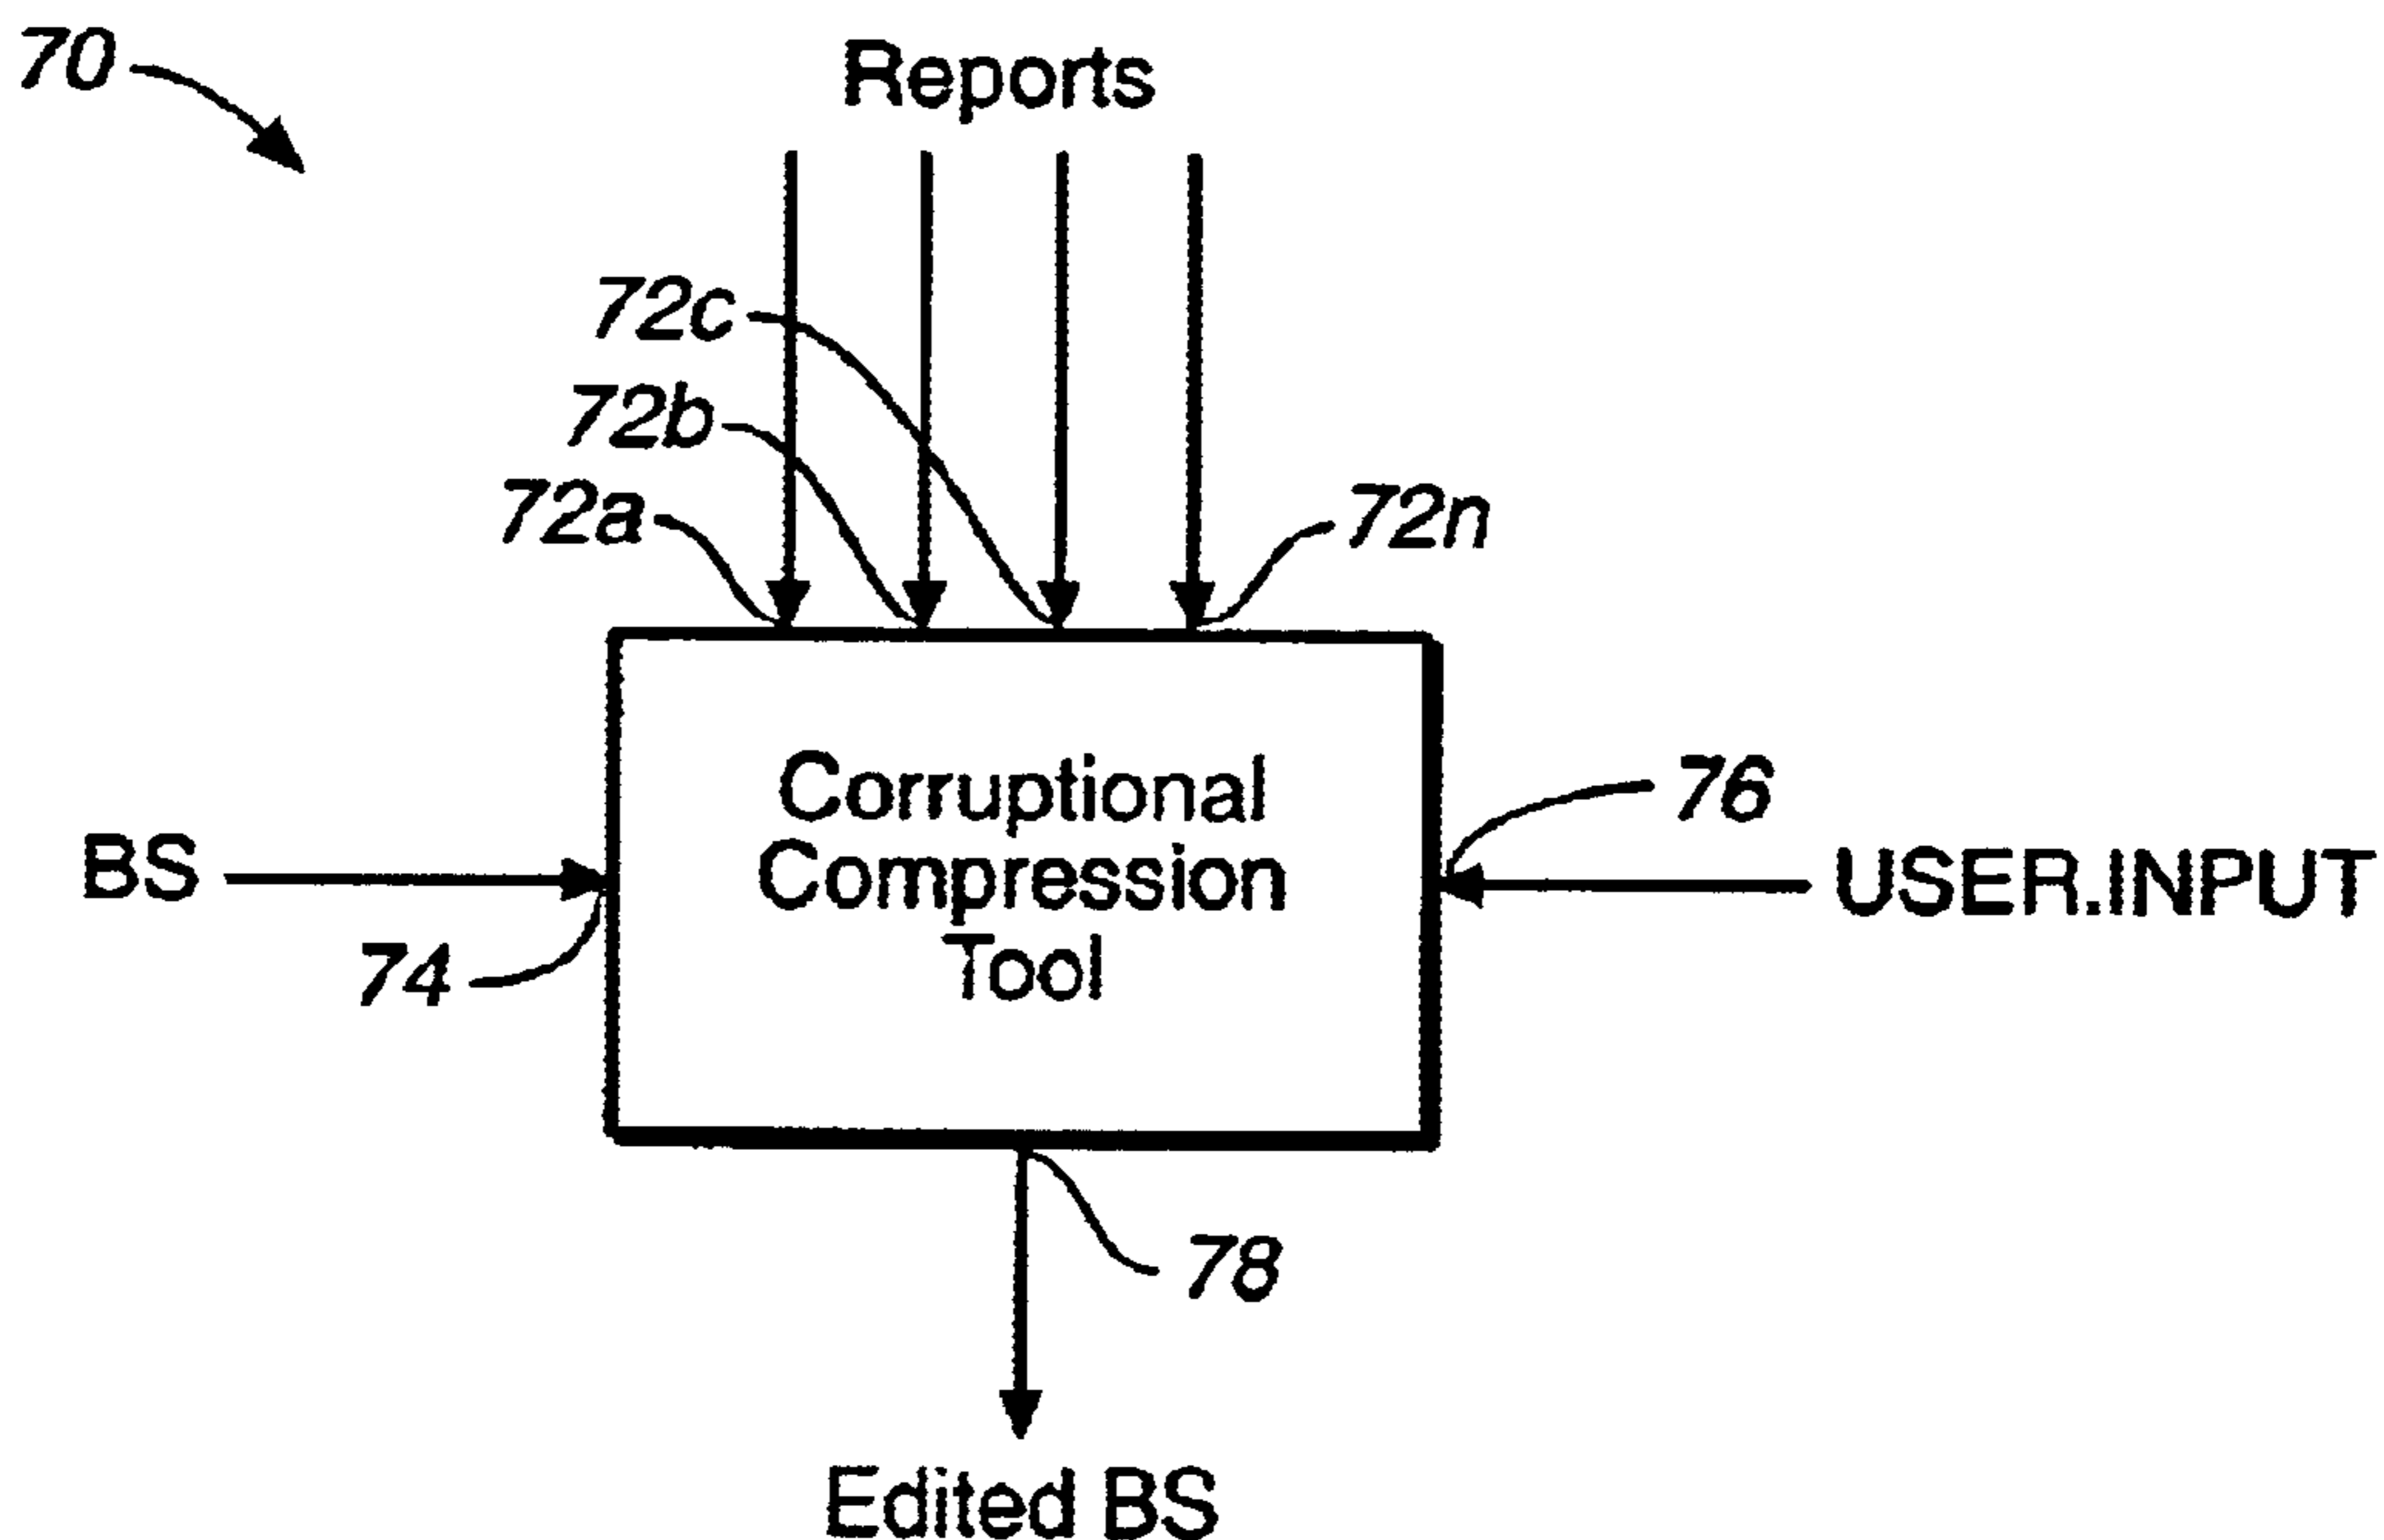 70
Reports
72c
72b
72a
72n
Corruptional
Compression
Tool
76
BS
USER.INPUT
74
78
Edited BS